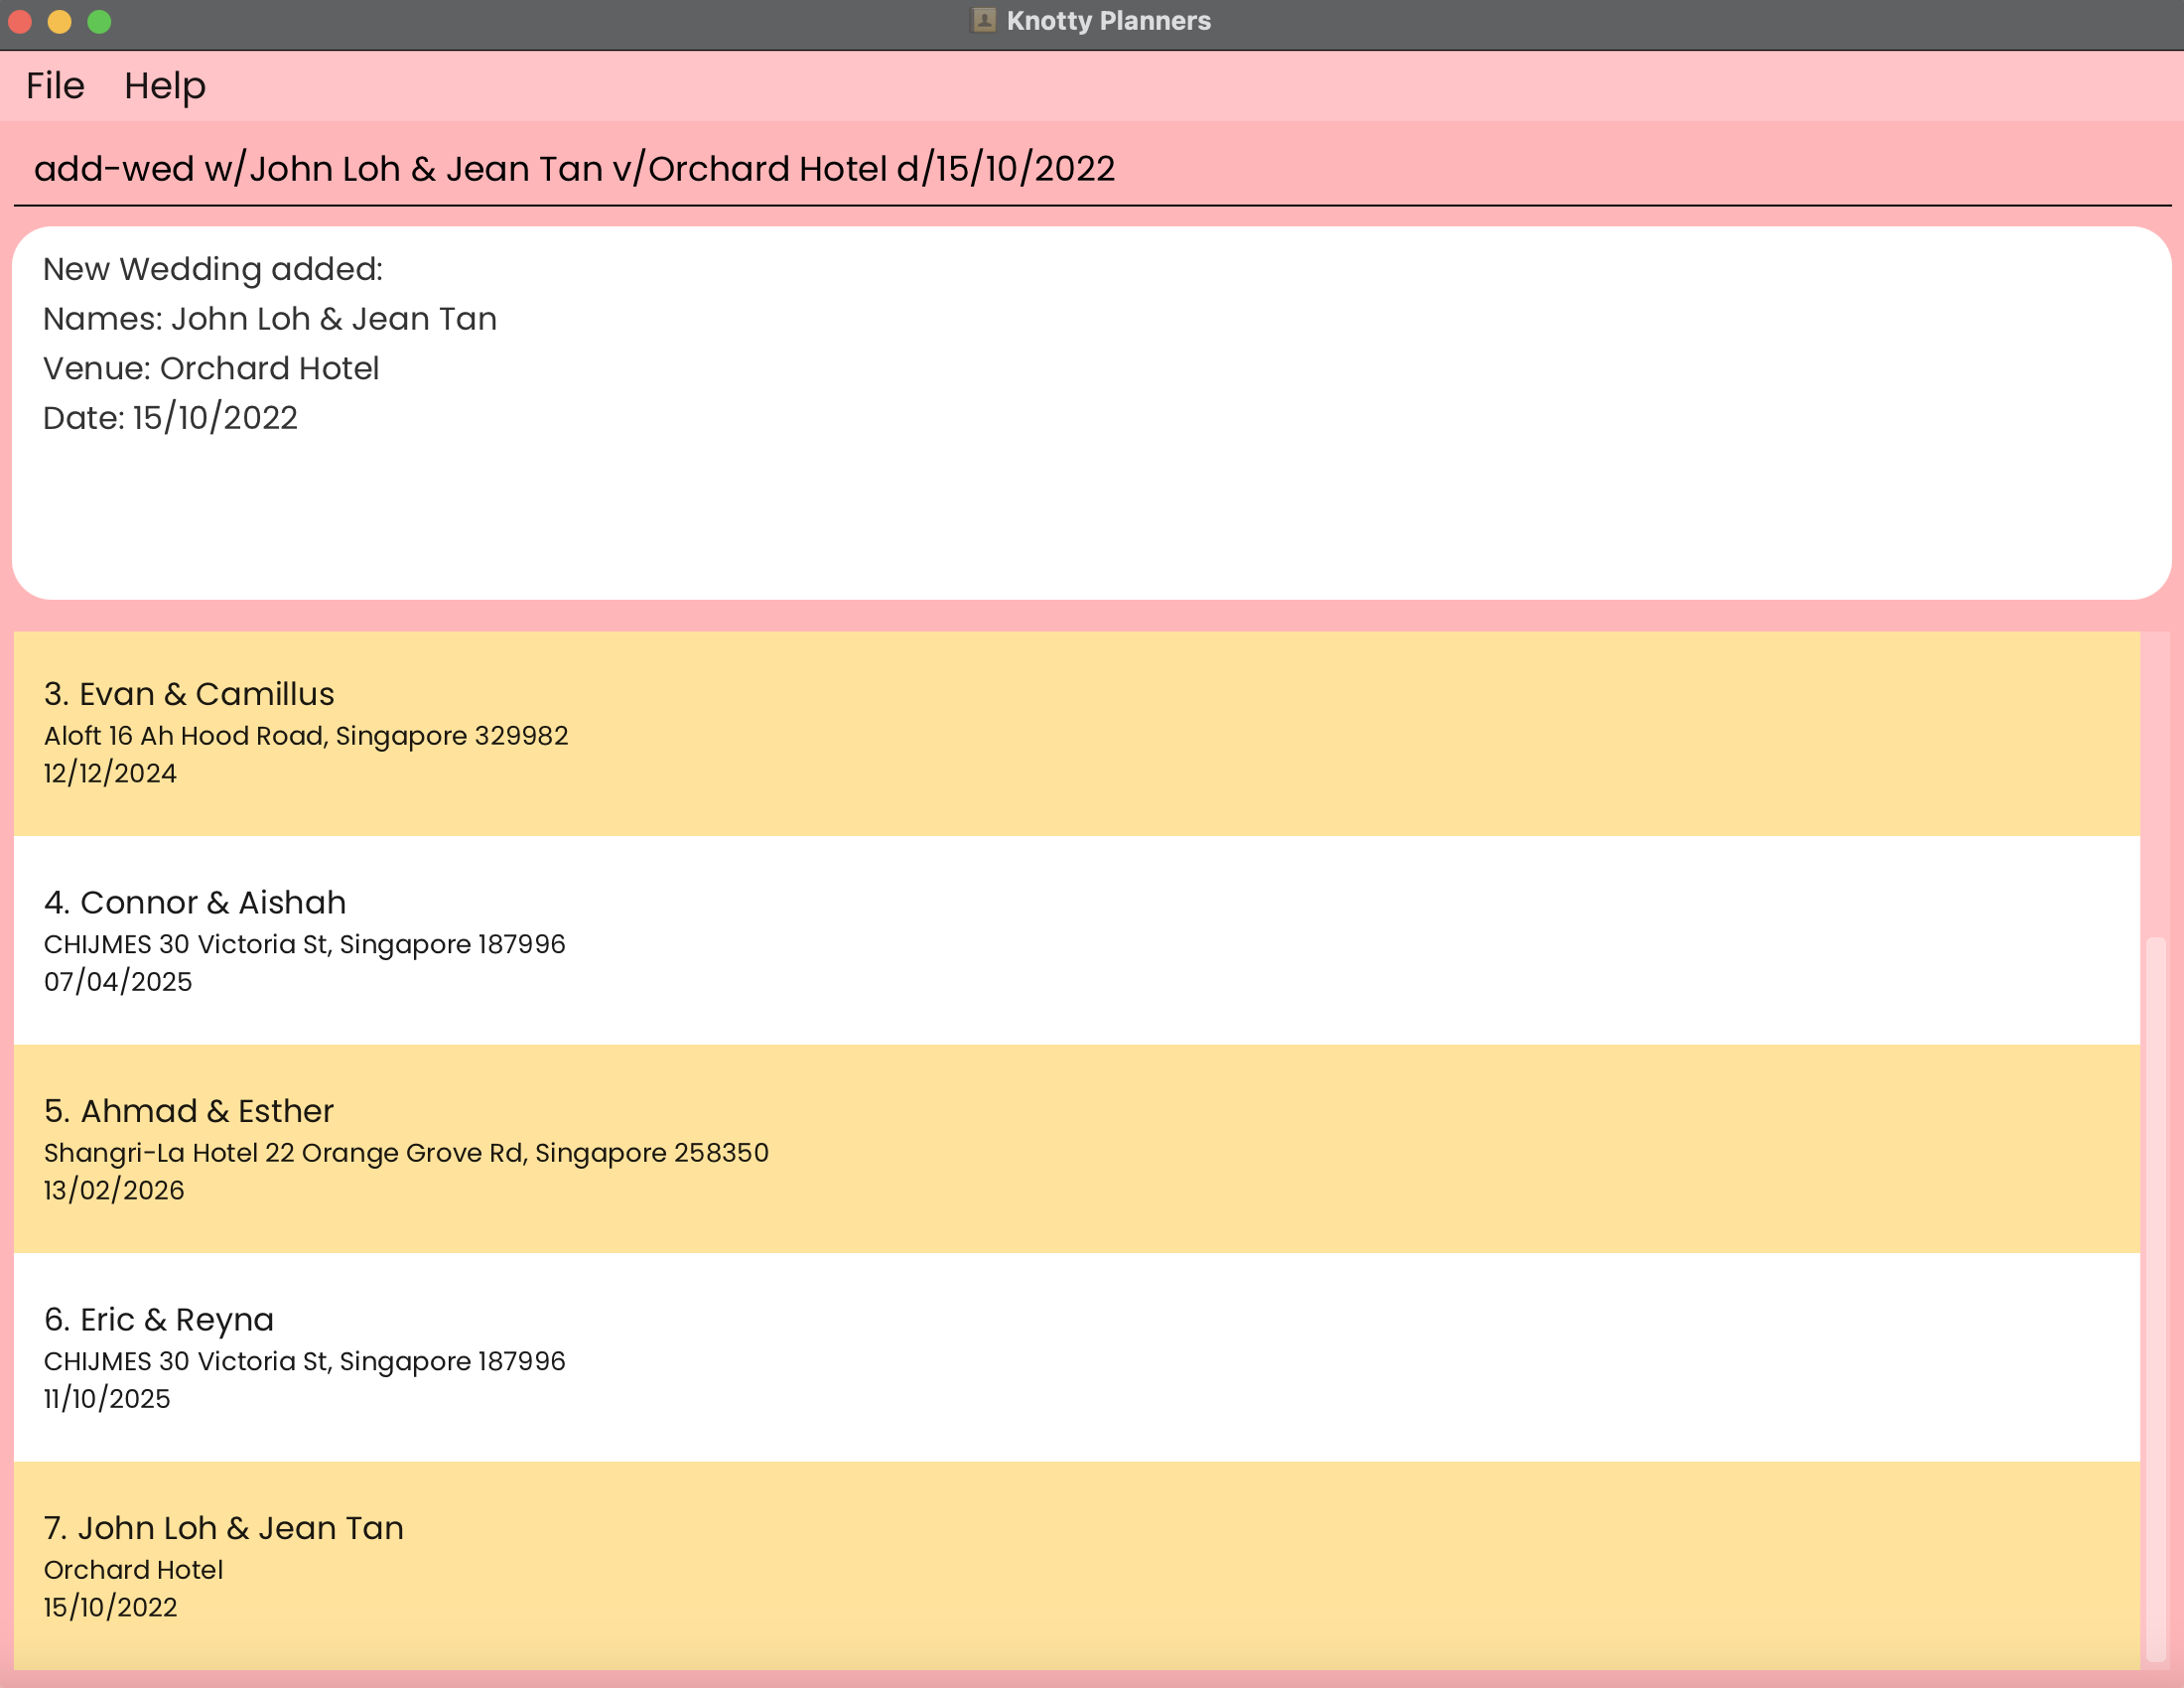 Knotty Planners
File Help
add-wed w/John Loh & Jean Tan v/Orchard Hotel d/15/10/2022
New Wedding added:
Names: John Loh & Jean Tan
Venue: Orchard Hotel
Date: 15/10/2022
3. Evan & Camillus
Aloft 16 Ah Hood Road, Singapore 329982
12/12/2024
4. Connor & Aishah
CHIJMES 30 Victoria St, Singapore 187996
07/04/2025
5. Ahmad & Esther
Shangri-La Hotel 22 Orange Grove Rd, Singapore 258350
13/02/2026
6. Eric & Reyna
CHIJMES 30 Victoria St, Singapore 187996
11/10/2025
7. John Loh & Jean Tan
Orchard Hotel
15/10/2022